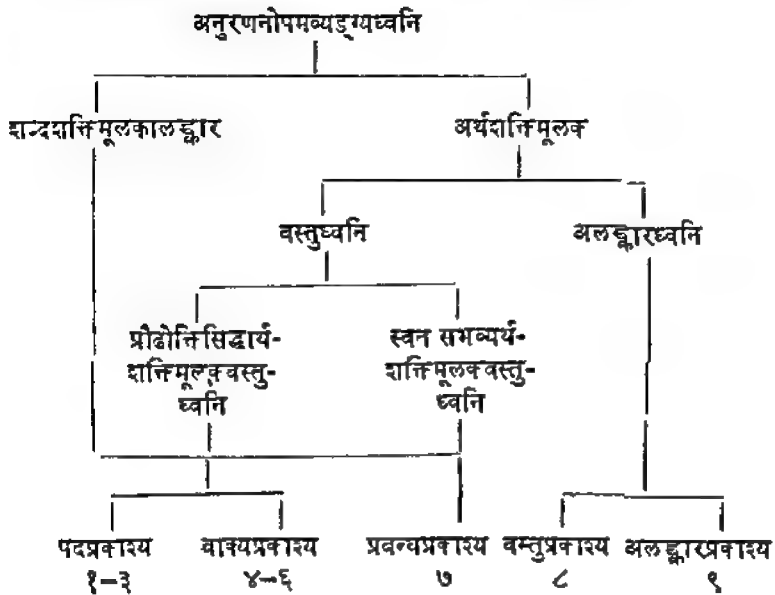 अनुरणनोपमव्यङ्ग्यध्वनि
शब्दशक्तिमूलकालङ्कार अर्थशक्तिमूलक
वस्तुध्वनि अलङ्कारध्वनि
प्रौढोक्तिसिद्धार्थ- स्वत सभव्यर्थ-
शक्तिमूलकवस्तु- शक्तिमूलकवस्तु-
ध्वनि ध्वनि
पदप्रकाश्य वाक्यप्रकाश्य प्रबन्धप्रकाश्य वस्तुप्रकाश्य अलङ्कारप्रकाश्य
१-३ ४-६ ७ ८ ९